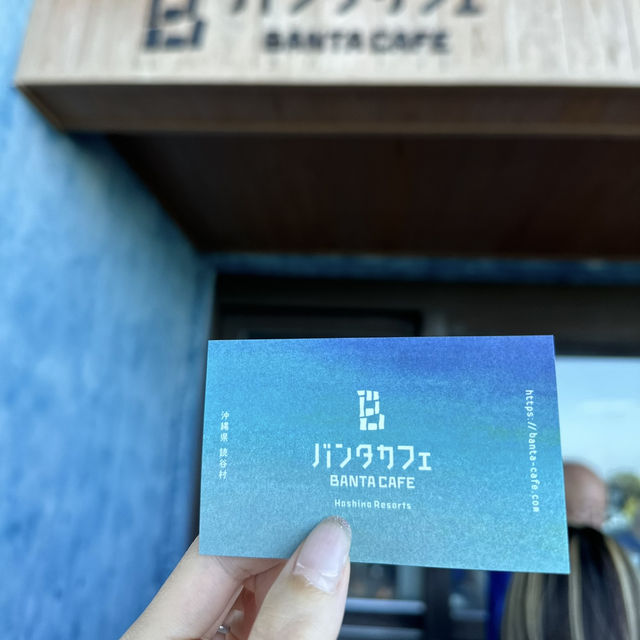 バンタカフェ
BANTA CAFE
沖縄県 読谷村
バンタカフェ
BANTA CAFE
Hoshino Resorts
https://banta-cafe.com